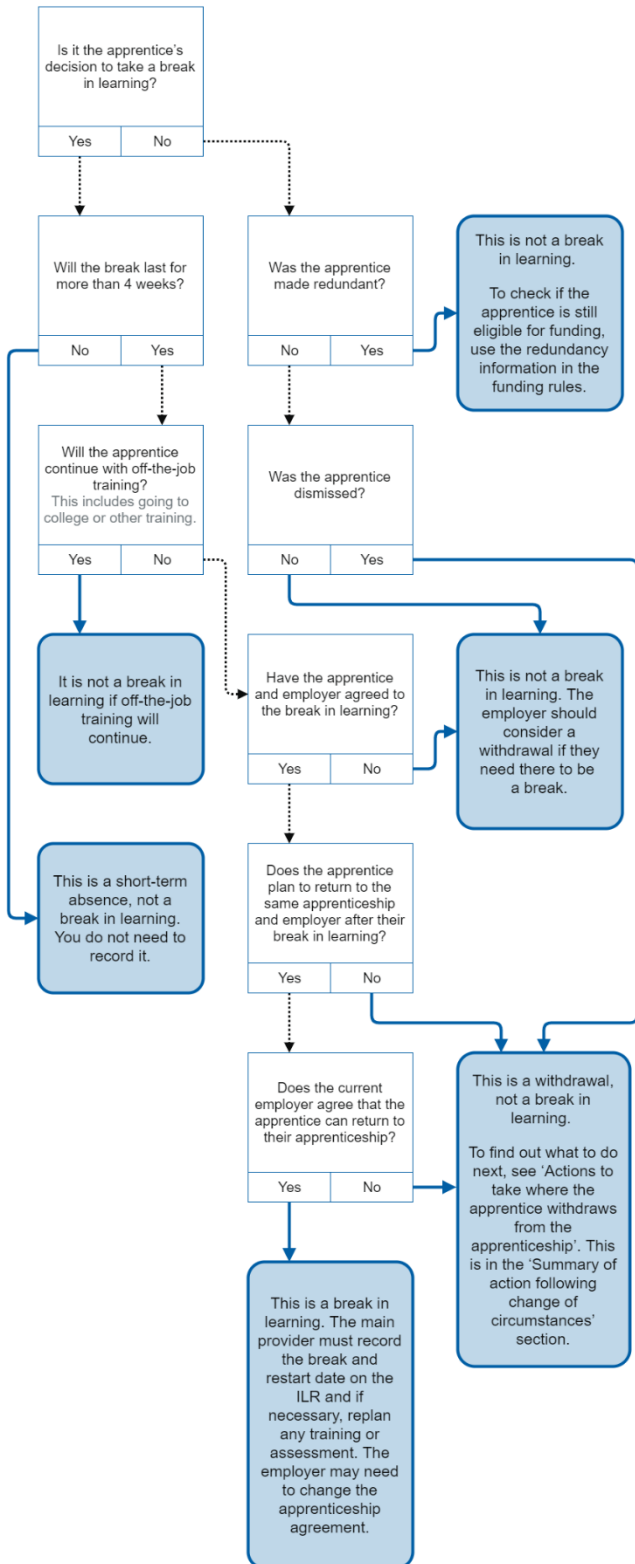 Is it the apprentice's
decision to take a break
in learning?
Yes
No
Will the break last for
more than 4 weeks?
No
Yes
Was the apprentice
made redundant?
No
Yes
This is not a break
in learning.
To check if the
apprentice is still
eligible for funding,
use the redundancy
information in the
funding rules.
Will the apprentice
continue with off-the-job
training?
This includes going to
college or other training.
Yes
No
Was the apprentice
dismissed?
No
Yes
It is not a break in
learning if off-the-job
training will
continue.
Have the apprentice
and employer agreed to
the break in learning?
Yes
No
This is not a break
in learning. The
employer should
consider a
withdrawal if they
need there to be
a break.
This is a short-term
absence, not a
break in learning.
You do not need to
record it.
Does the apprentice
plan to return to the
same apprenticeship
and employer after their
break in learning?
Yes
No
Does the current
employer agree that the
apprentice can return to
their apprenticeship?
Yes
No
This is a withdrawal,
not a break in
learning.
To find out what to do
next, see ‘Actions to
take where the
apprentice withdraws
from the
apprenticeship’. This
is in the ‘Summary of
action following
change of
circumstances’
section.
This is a break in
learning. The main
provider must record
the break and
restart date on the
ILR and if
necessary, replan
any training or
assessment. The
employer may need
to change the
apprenticeship
agreement.